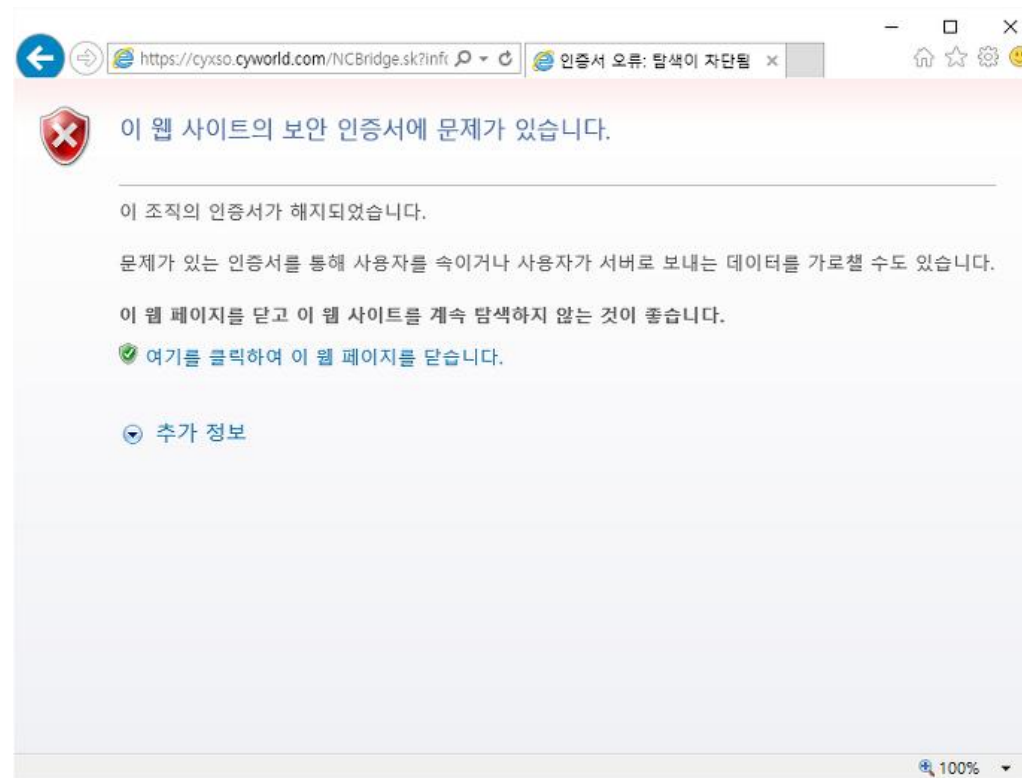 https://cyxso.cyworld.com/NCBridge.sk?info
인증서 오류: 탐색이 차단됨
이 웹 사이트의 보안 인증서에 문제가 있습니다.
이 조직의 인증서가 해지되었습니다.
문제가 있는 인증서를 통해 사용자를 속이거나 사용자가 서버로 보내는 데이터를 가로챌 수도 있습니다.
이 웹 페이지를 닫고 이 웹 사이트를 계속 탐색하지 않는 것이 좋습니다.
여기를 클릭하여 이 웹 페이지를 닫습니다.
추가 정보
100%